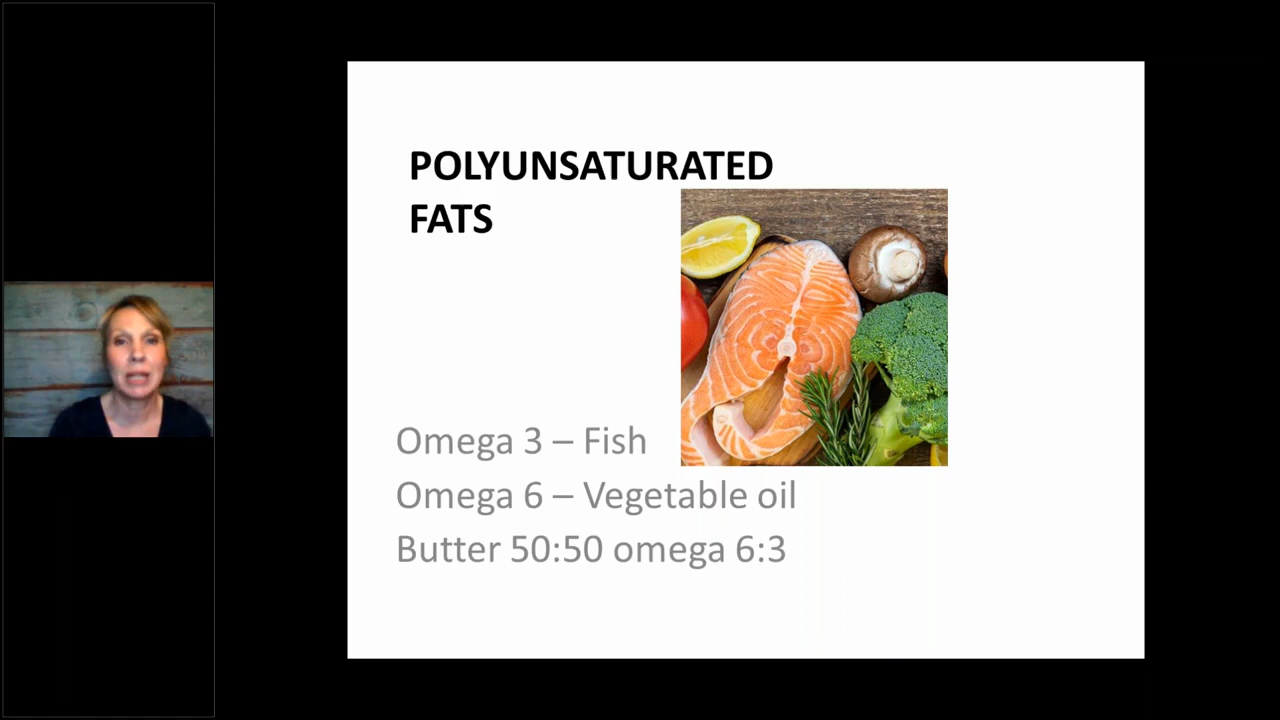 POLYUNSATURATED
FATS
Omega 3 – Fish
Omega 6 – Vegetable oil
Butter 50:50 omega 6:3